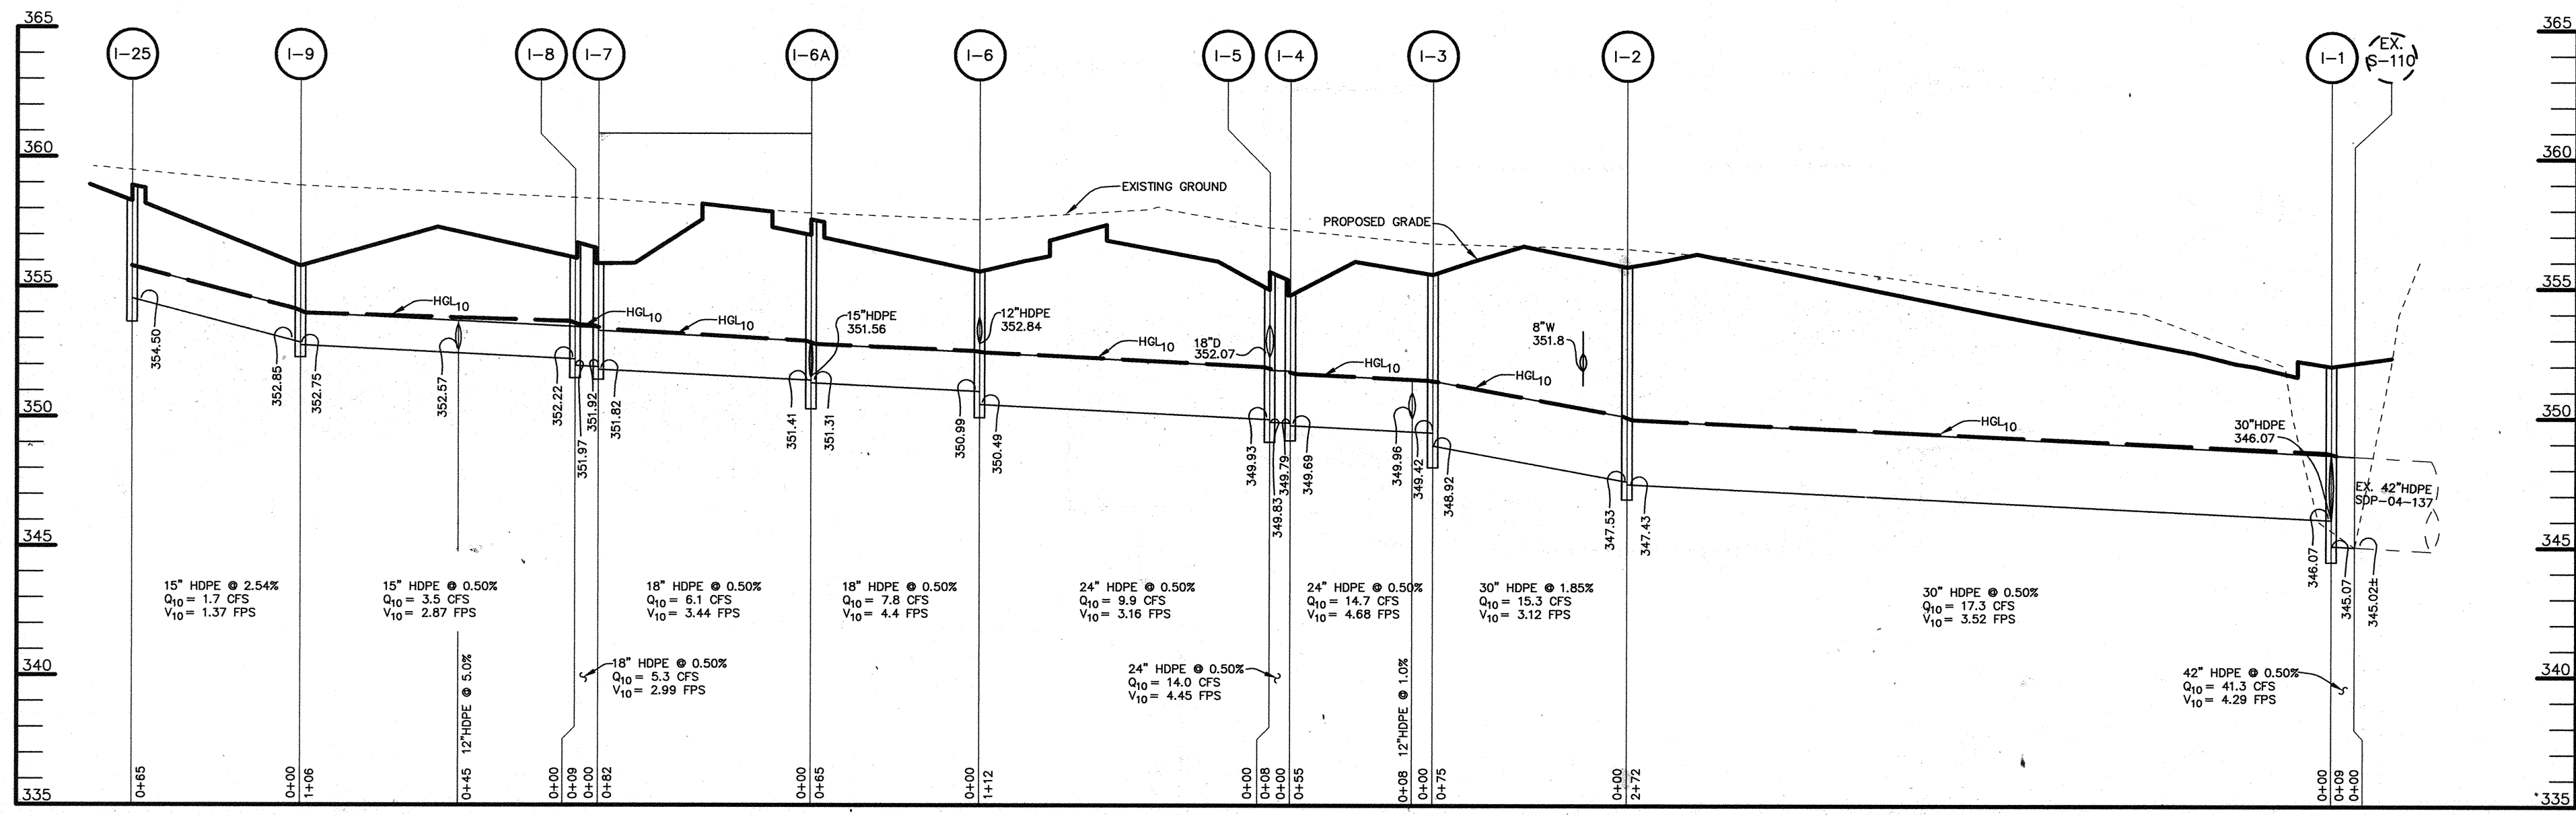 365
365
I-25
I-9
I-8
I-7
I-6A
I-6
I-5
I-4
I-3
I-2
I-1
EX.
S-110
360
360
EXISTING GROUND
PROPOSED GRADE
355
355
HGL10
HGL10
HGL10
HGL10
15"HDPE
351.56
12"HDPE
352.84
HGL10
18"D
352.07
HGL10
8"W
351.8
HGL10
HGL10
30"HDPE
346.07
350
350
354.50
352.85
352.75
352.57
352.22
351.97
351.92
351.82
351.41
351.31
350.99
350.49
349.93
349.83
349.79
349.69
349.96
349.42
348.92
347.53
347.43
346.07
345.07
345.02±
EX. 42"HDPE
SDP-04-137
345
345
15" HDPE @ 2.54%
Q10= 1.7 CFS
V10= 1.37 FPS
15" HDPE @ 0.50%
Q10= 3.5 CFS
V10= 2.87 FPS
18" HDPE @ 0.50%
Q10= 6.1 CFS
V10= 3.44 FPS
18" HDPE @ 0.50%
Q10= 7.8 CFS
V10= 4.4 FPS
24" HDPE @ 0.50%
Q10= 9.9 CFS
V10= 3.16 FPS
24" HDPE @ 0.50%
Q10= 14.7 CFS
V10= 4.68 FPS
30" HDPE @ 1.85%
Q10= 15.3 CFS
V10= 3.12 FPS
30" HDPE @ 0.50%
Q10= 17.3 CFS
V10= 3.52 FPS
340
340
18" HDPE @ 0.50%
Q10= 5.3 CFS
V10= 2.99 FPS
24" HDPE @ 0.50%
Q10= 14.0 CFS
V10= 4.45 FPS
42" HDPE @ 0.50%
Q10= 41.3 CFS
V10= 4.29 FPS
0+65
0+00
1+06
0+45 12"HDPE @ 5.0%
0+00
0+09
0+00
0+82
0+00
0+65
0+00
1+12
0+00
0+08
0+00
0+55
0+08 12"HDPE @ 1.0%
0+00
0+75
0+00
2+72
0+00
0+09
0+00
335
335